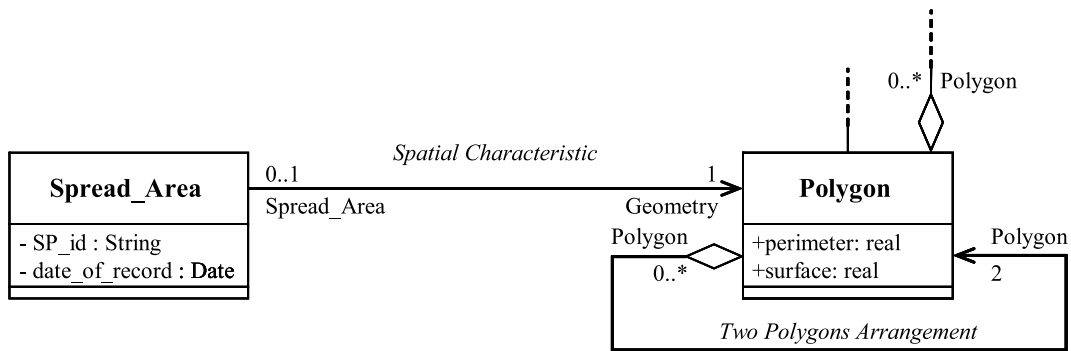 0..* Polygon
Spatial Characteristic
Spread_Area
0..1
1
Polygon
Spread_Area
Geometry
- SP_id : String
- date_of_record : Date
Polygon
0..*
+perimeter: real
+surface: real
Polygon
2
Two Polygons Arrangement